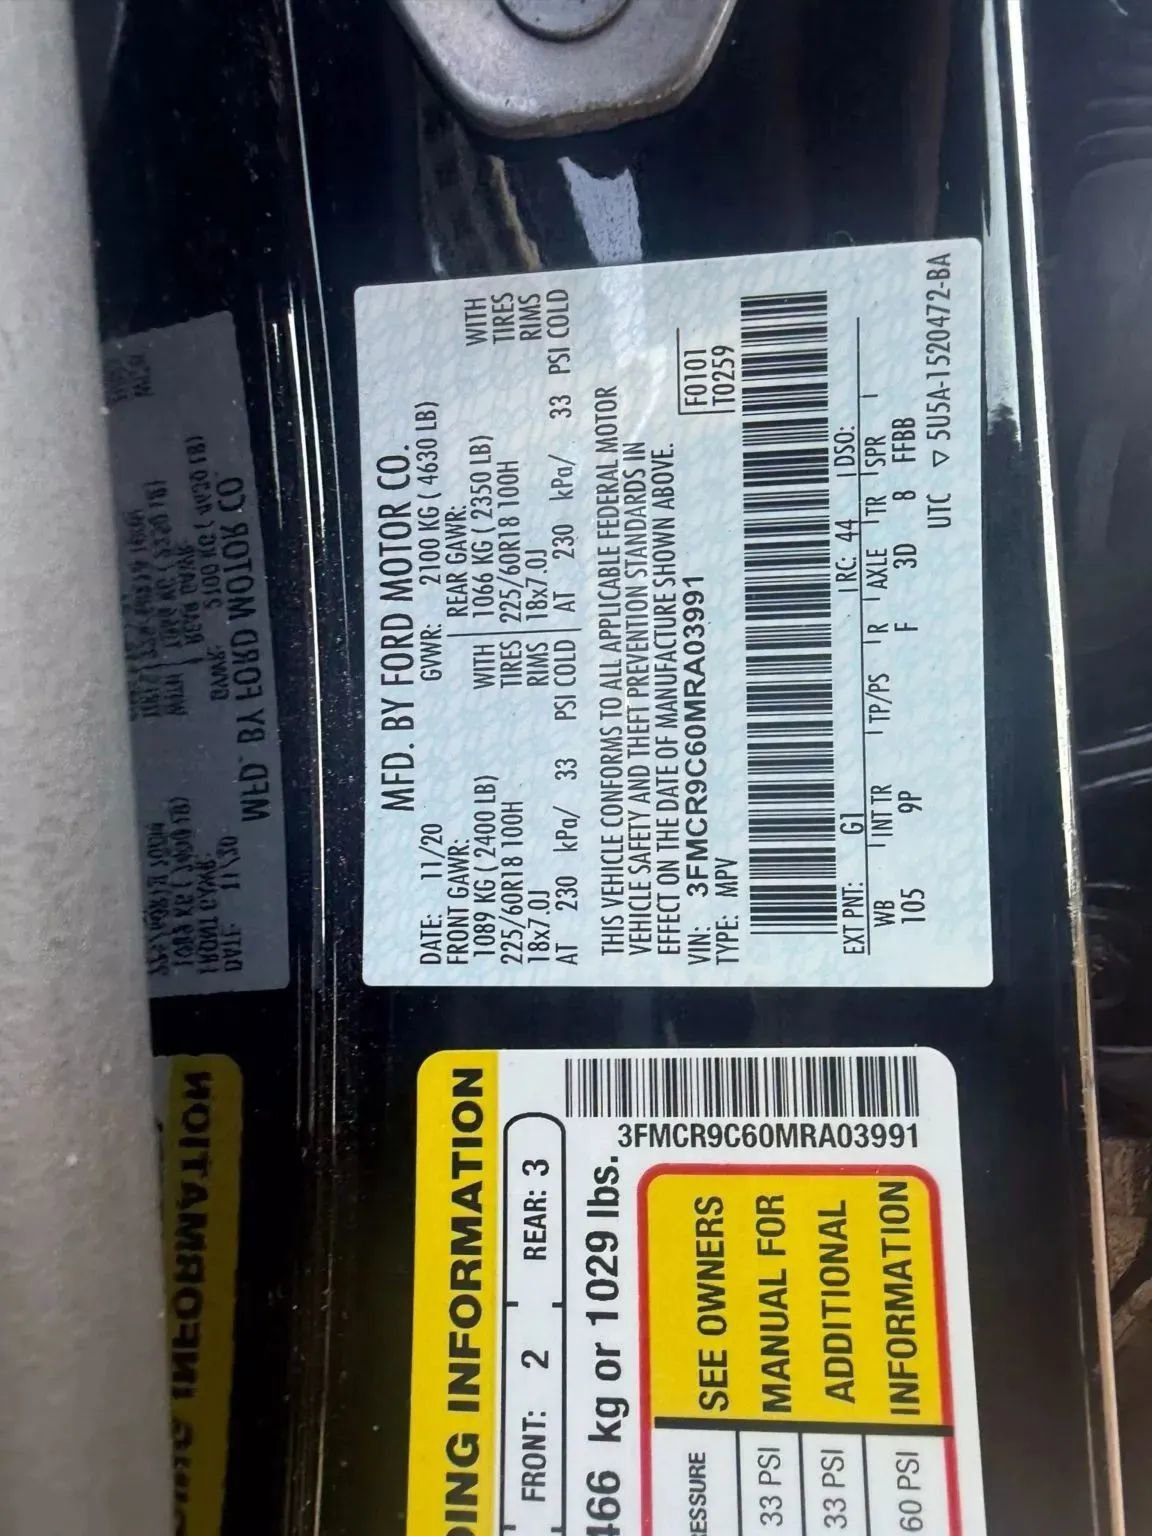 MFD. BY FORD MOTOR CO.
DATE: 11/20 GVWR: 2100 KG ( 4630 LB)
FRONT GAWR: REAR GAWR:
1089 KG ( 2400 LB) WITH 1066 KG ( 2350 LB) WITH
225/60R18 100H TIRES 225/60R18 100H TIRES
18x7.0J RIMS 18x7.0J RIMS
AT 230 kPa/ 33 PSI COLD AT 230 kPa/ 33 PSI COLD
THIS VEHICLE CONFORMS TO ALL APPLICABLE FEDERAL MOTOR
VEHICLE SAFETY AND THEFT PREVENTION STANDARDS IN
EFFECT ON THE DATE OF MANUFACTURE SHOWN ABOVE.
VIN: 3FMCR9C60MRA03991 F0101
TYPE: MPV T0259
EXT PNT: G1 RC: 44 DSO:
WB INT TR TP/PS R AXLE TR SPR
105 9P F 3D 8 FFBB
UTC ▽ 5U5A-1520472-BA
DING INFORMATION
FRONT: 2 REAR: 3
466 kg or 1029 lbs.
3FMCR9C60MRA03991
ESSURE
33 PSI
33 PSI
60 PSI
SEE OWNERS
MANUAL FOR
ADDITIONAL
INFORMATION